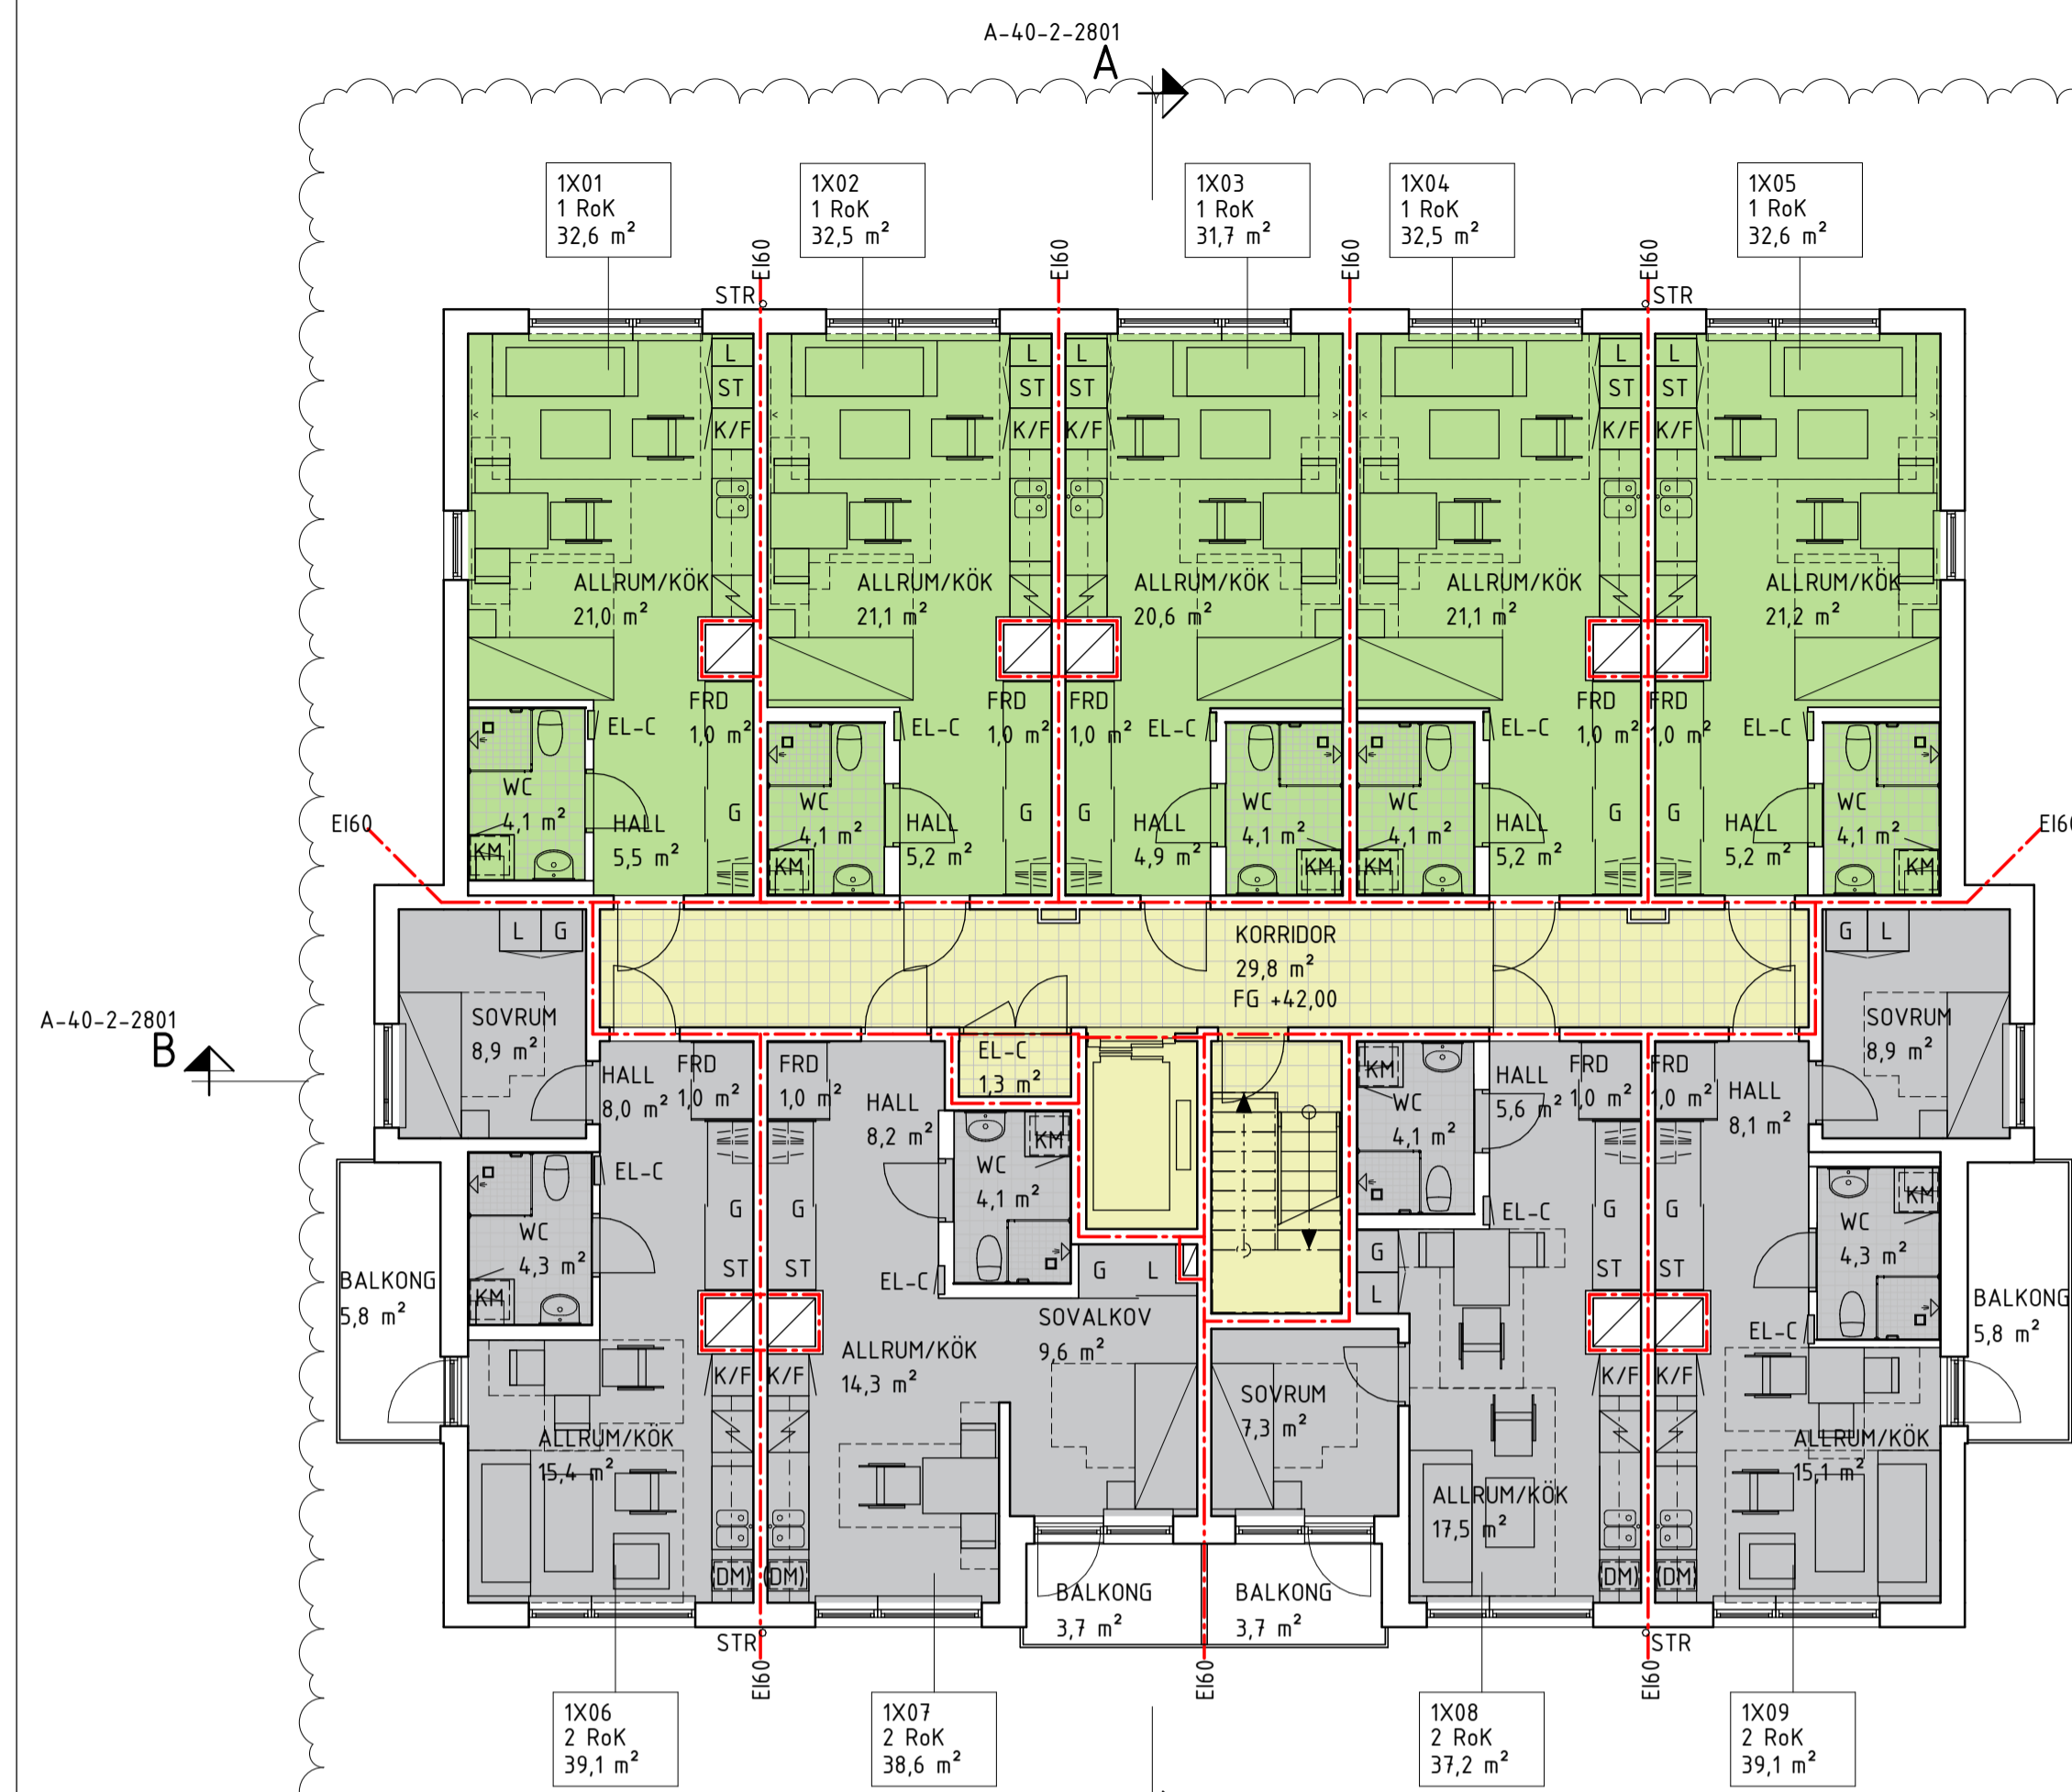 A-40-2-2801
A
1X01
1 RoK
32,6 m²
1X02
1 RoK
32,5 m²
1X03
1 RoK
31,7 m²
1X04
1 RoK
32,5 m²
1X05
1 RoK
32,6 m²
EI60
EI60
EI60
EI60
STR
STR
L
ST
K/F
L
ST
K/F
L
ST
K/F
L
ST
K/F
L
ST
K/F
ALLRUM/KÖK
21,0 m²
ALLRUM/KÖK
21,1 m²
ALLRUM/KÖK
20,6 m²
ALLRUM/KÖK
21,1 m²
ALLRUM/KÖK
21,2 m²
FRD
1,0 m²
FRD
1,0 m²
FRD
1,0 m²
FRD
1,0 m²
FRD
1,0 m²
EL-C
EL-C
EL-C
EL-C
EL-C
WC
4,1 m²
KM
HALL
5,5 m²
G
WC
4,1 m²
KM
HALL
5,2 m²
G
G
HALL
4,9 m²
WC
4,1 m²
KM
WC
4,1 m²
KM
HALL
5,2 m²
G
G
HALL
5,2 m²
WC
4,1 m²
KM
EI60
EI60
KORRIDOR
29,8 m²
FG +42,00
L
G
SOVRUM
8,9 m²
G
L
SOVRUM
8,9 m²
A-40-2-2801
B
HALL
8,0 m²
FRD
1,0 m²
FRD
1,0 m²
HALL
8,2 m²
EL-C
1,3 m²
KM
WC
4,1 m²
KM
WC
4,1 m²
HALL
5,6 m²
FRD
1,0 m²
FRD
1,0 m²
HALL
8,1 m²
EL-C
WC
4,3 m²
KM
G
ST
G
ST
EL-C
G
L
SOVALKOV
9,6 m²
EL-C
G
L
G
ST
G
ST
KM
WC
4,3 m²
EL-C
BALKONG
5,8 m²
BALKONG
5,8 m²
K/F
K/F
ALLRUM/KÖK
14,3 m²
SOVRUM
7,3 m²
K/F
K/F
ALLRUM/KÖK
15,4 m²
ALLRUM/KÖK
17,5 m²
ALLRUM/KÖK
15,1 m²
(DM)
(DM)
(DM)
(DM)
BALKONG
3,7 m²
BALKONG
3,7 m²
STR
STR
EI60
EI60
EI60
1X06
2 RoK
39,1 m²
1X07
2 RoK
38,6 m²
1X08
2 RoK
37,2 m²
1X09
2 RoK
39,1 m²